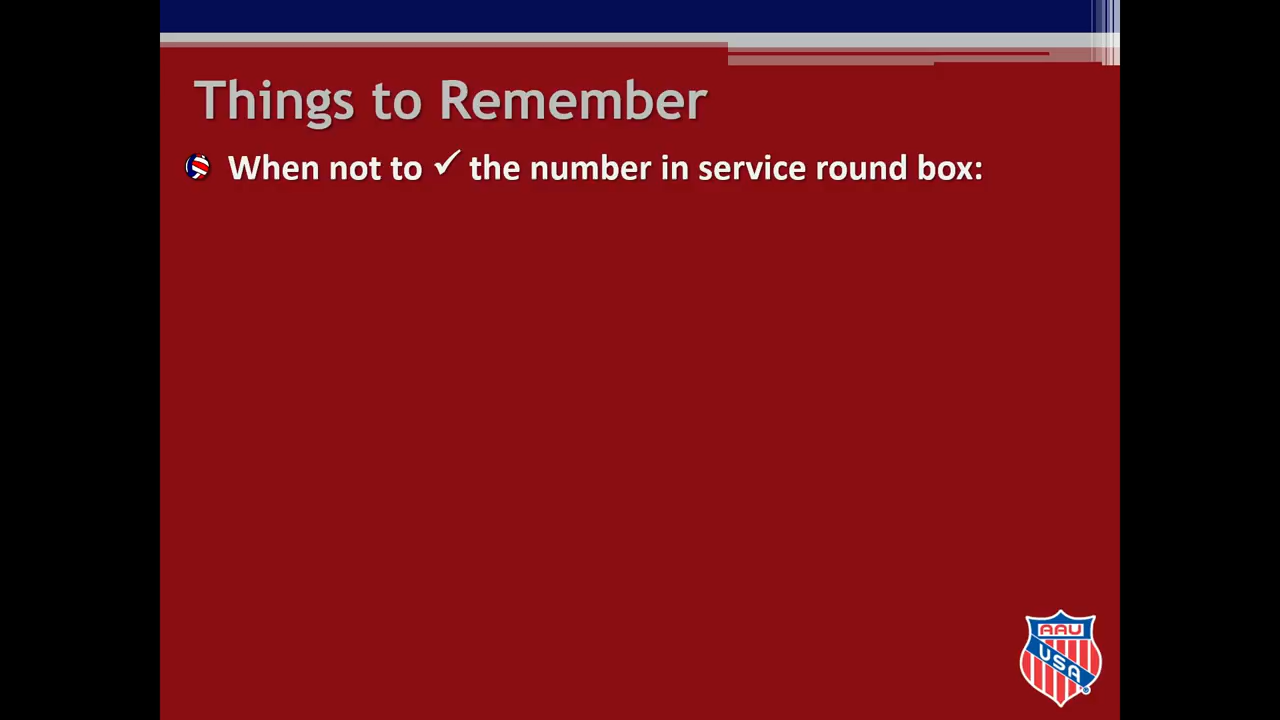 Things to Remember
When not to ✓ the number in service round box:
AAU
USA
®